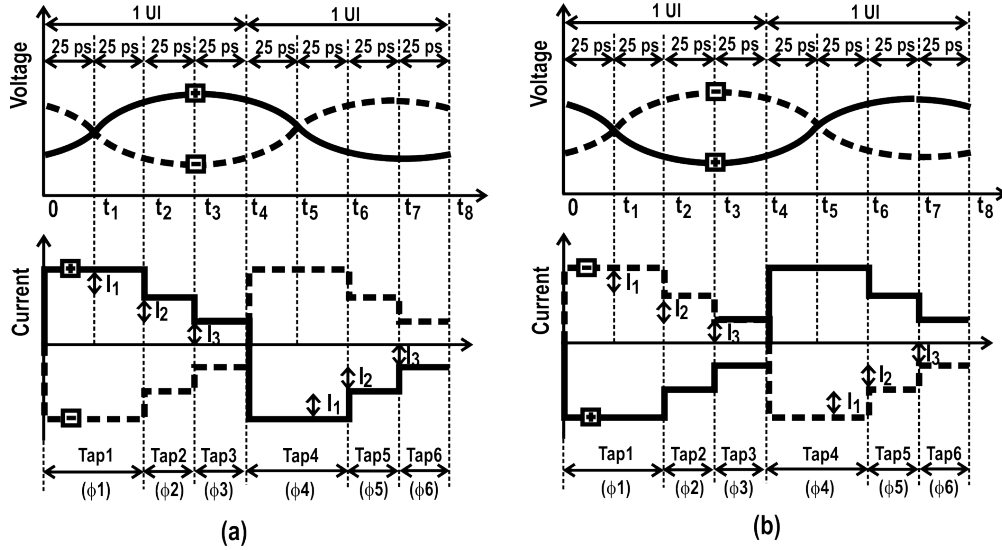 1 UI 1 UI
25 ps 25 ps 25 ps 25 ps 25 ps 25 ps 25 ps
Voltage
+
-
0 t1 t2 t3 t4 t5 t6 t7 t8
Current
+
I1
I2
I3
I3
I2
I1
-
Tap1 Tap2 Tap3 Tap4 Tap5 Tap6
(ϕ1) (ϕ2) (ϕ3) (ϕ4) (ϕ5) (ϕ6)
(a)
1 UI 1 UI
25 ps 25 ps 25 ps 25 ps 25 ps 25 ps 25 ps
Voltage
-
+
0 t1 t2 t3 t4 t5 t6 t7 t8
Current
-
I1
I2
I3
I3
I2
I1
+
Tap1 Tap2 Tap3 Tap4 Tap5 Tap6
(ϕ1) (ϕ2) (ϕ3) (ϕ4) (ϕ5) (ϕ6)
(b)